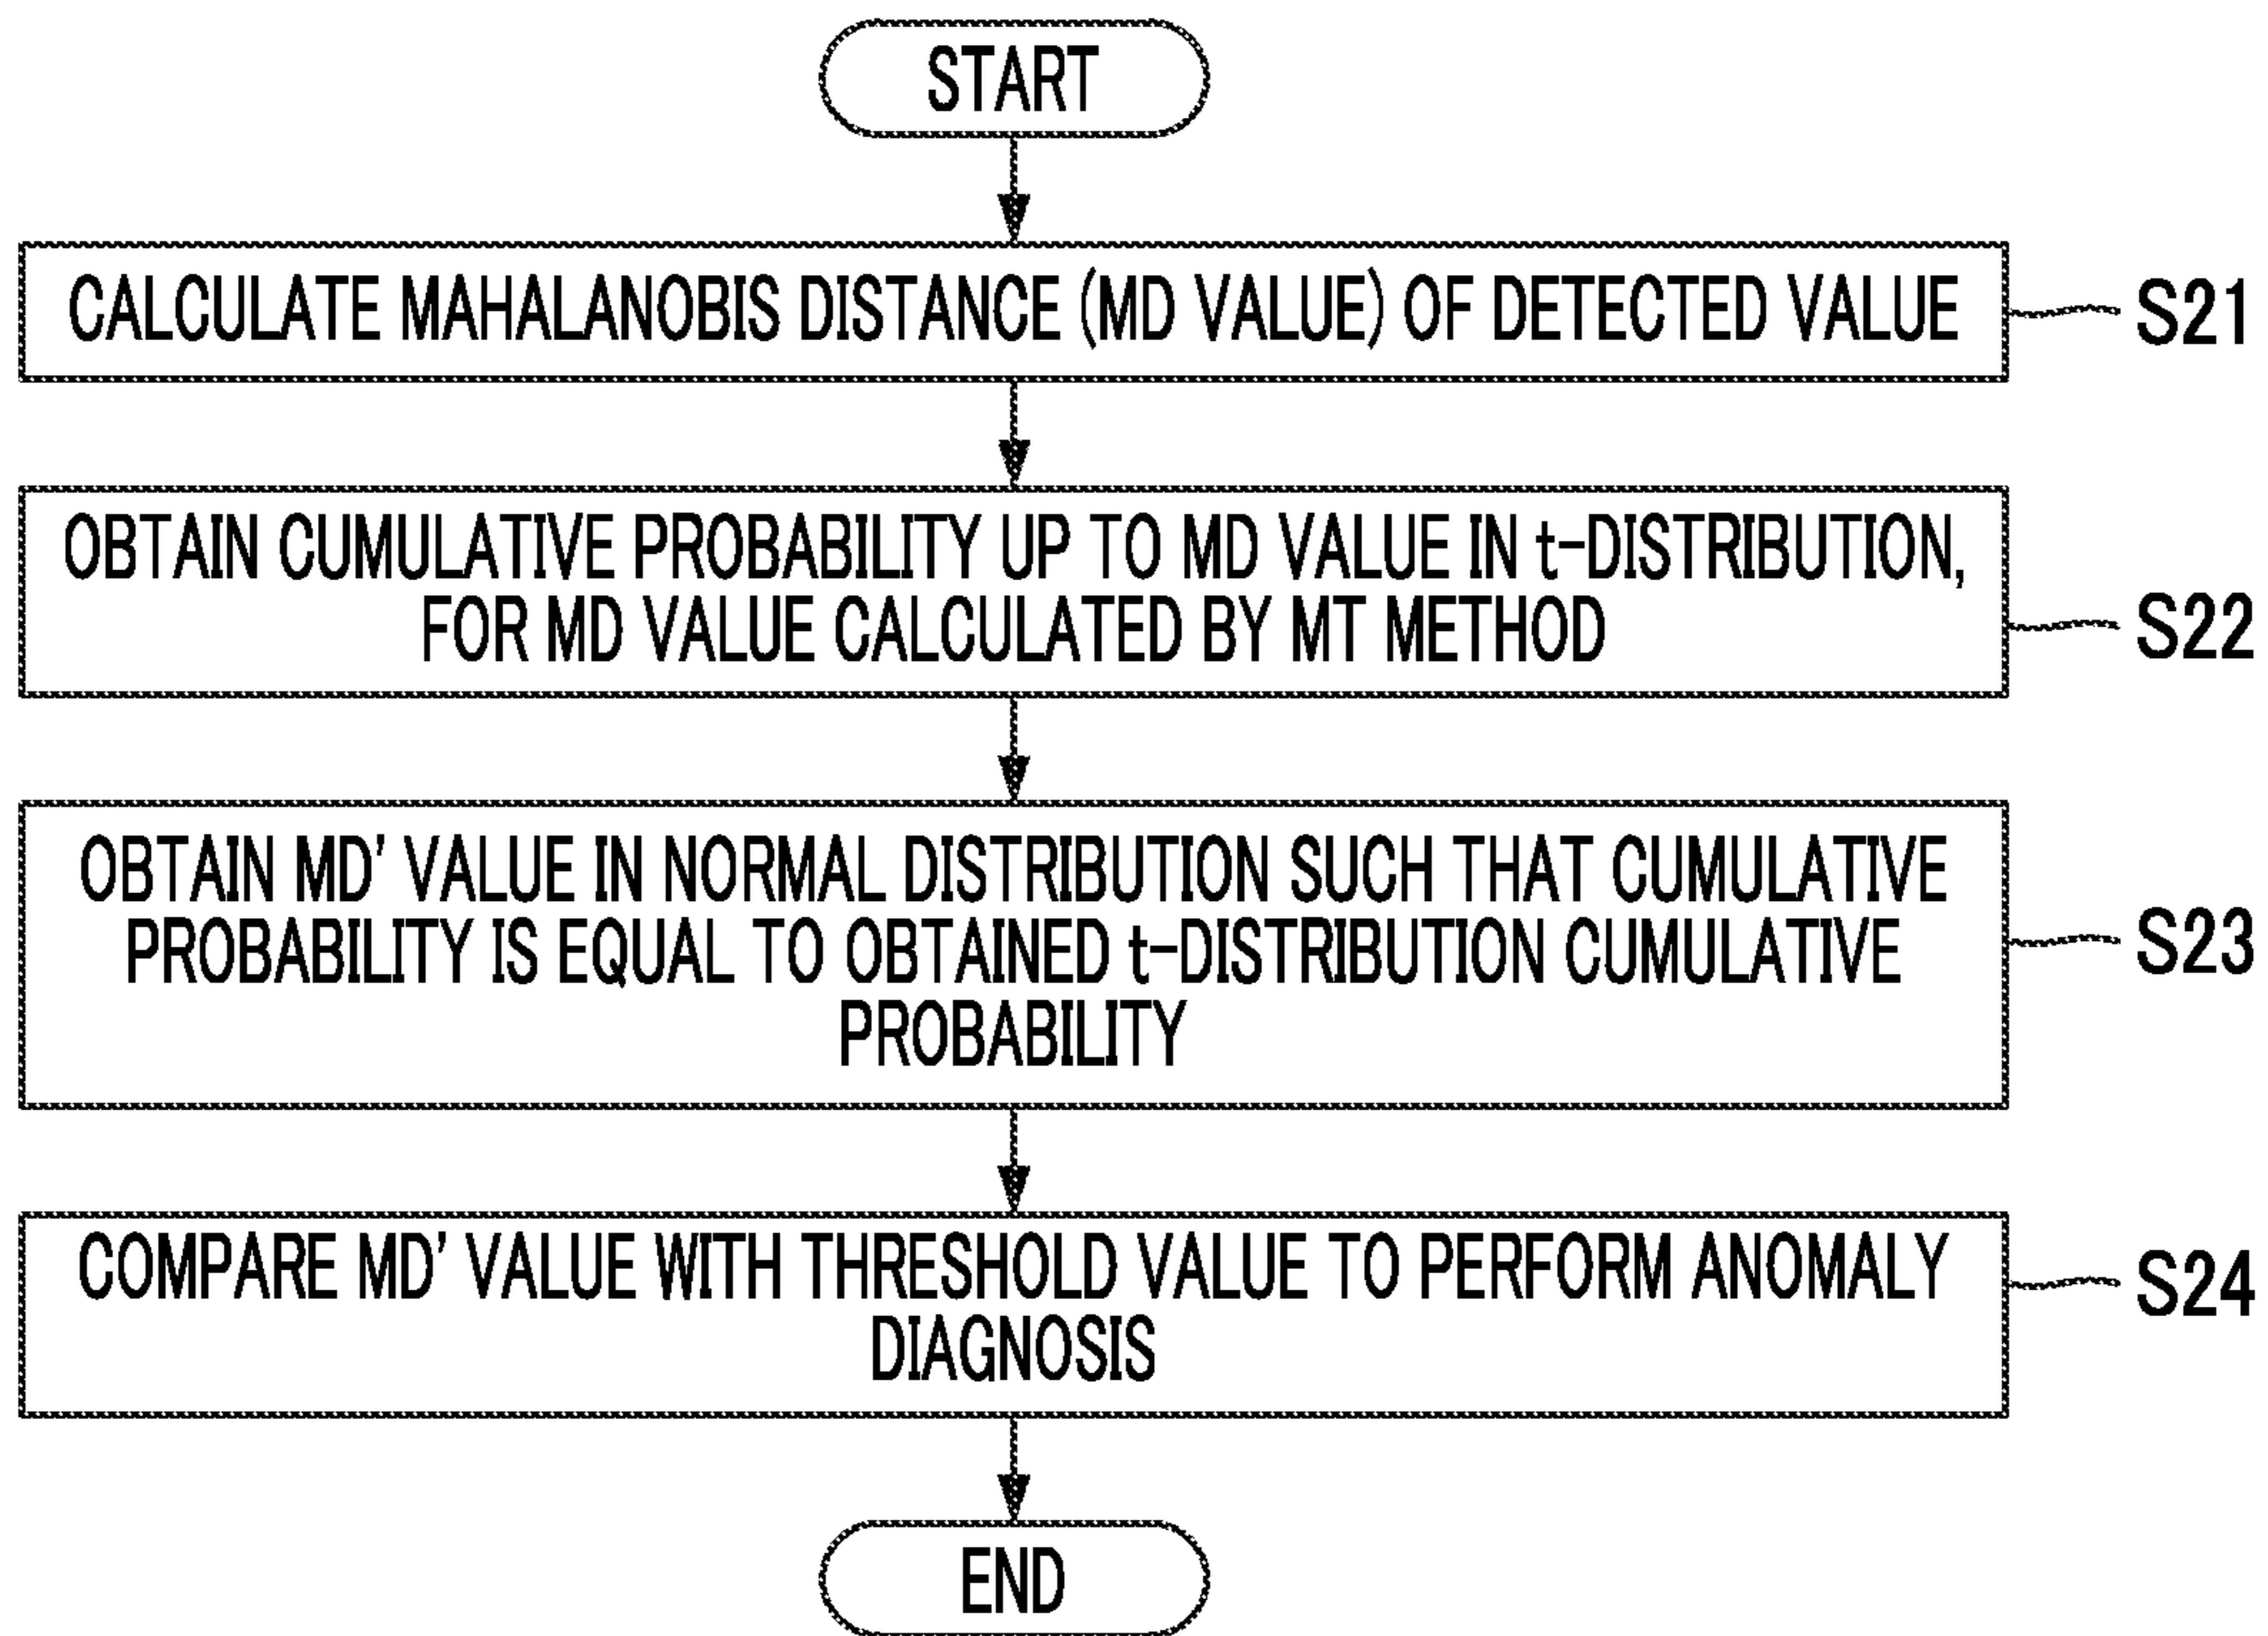 START
CALCULATE MAHALANOBIS DISTANCE (MD VALUE) OF DETECTED VALUE
S21
OBTAIN CUMULATIVE PROBABILITY UP TO MD VALUE IN t-DISTRIBUTION,
FOR MD VALUE CALCULATED BY MT METHOD
S22
OBTAIN MD' VALUE IN NORMAL DISTRIBUTION SUCH THAT CUMULATIVE
PROBABILITY IS EQUAL TO OBTAINED t-DISTRIBUTION CUMULATIVE
PROBABILITY
S23
COMPARE MD' VALUE WITH THRESHOLD VALUE TO PERFORM ANOMALY
DIAGNOSIS
S24
END